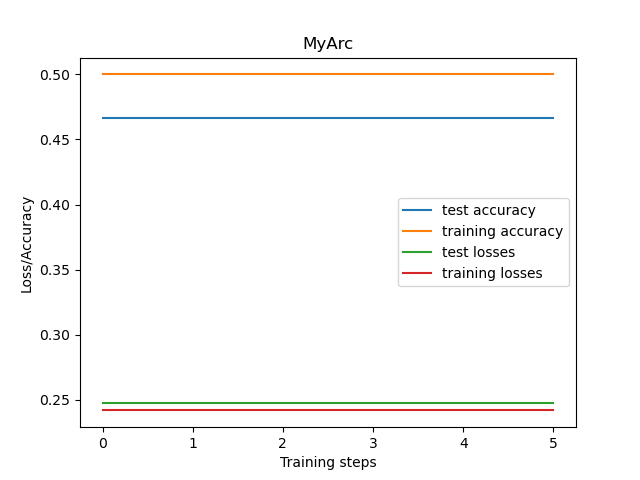 MyArc
0.50
0.45
0.40
0.35
0.30
0.25
Loss/Accuracy
test accuracy
training accuracy
test losses
training losses
0 1 2 3 4 5
Training steps